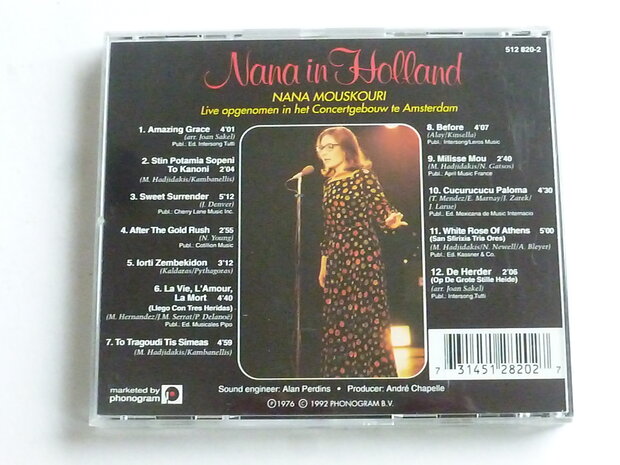 512 820-2
Nana in Holland
NANA MOUSKOURI
Live opgenomen in het Concertgebouw te Amsterdam
1. Amazing Grace 4'01
(arr. Joan Sakel)
Publ.: Ed. Intersong Tutti
2. Stin Potamia Sopeni
To Kanoni 2'04
(M. Hadjidakis/Kambanellis)
3. Sweet Surrender 5'12
(J. Denver)
Publ.: Cherry Lane Music Inc.
4. After The Gold Rush 2'55
(N. Young)
Publ.: Cotillion Music
5. Iorti Zembekidon 3'12
(Kaldaras/Pythagoras)
6. La Vie, L'Amour,
La Mort 4'40
(Llego Con Tres Heridas)
(M. Hernandez/J.M. Serrat/P. Delanoë)
Publ.: Ed. Musicales Pipo
7. To Tragoudi Tis Simeas 4'59
(M. Hadjidakis/Kambanellis)
8. Before 4'07
(Alay/Kinsella)
Publ.: Intersong/Leros Music
9. Milisse Mou 2'40
(M. Hadjidakis/N. Gatsos)
Publ.: April Music France
10. Cucurucucu Paloma 4'30
(T. Mendez/E. Marnay/J. Zatek/
J. Larue)
Publ.: Ed. Mexicana de Music Internacio
11. White Rose Of Athens 5'00
(San Sfirixia Tris Ores)
(M. Hadjidakis/N. Newell/A. Bleyer)
Publ.: Ed. Kassner & Co.
12. De Herder 2'06
(Op De Grote Stille Heide)
(arr. Joan Sakel)
Publ.: Intersong Tutti
7 31451 28202 7
marketed by
phonogram
Sound engineer: Alan Perdins • Producer: André Chapelle
℗ 1976 © 1992 PHONOGRAM B.V.